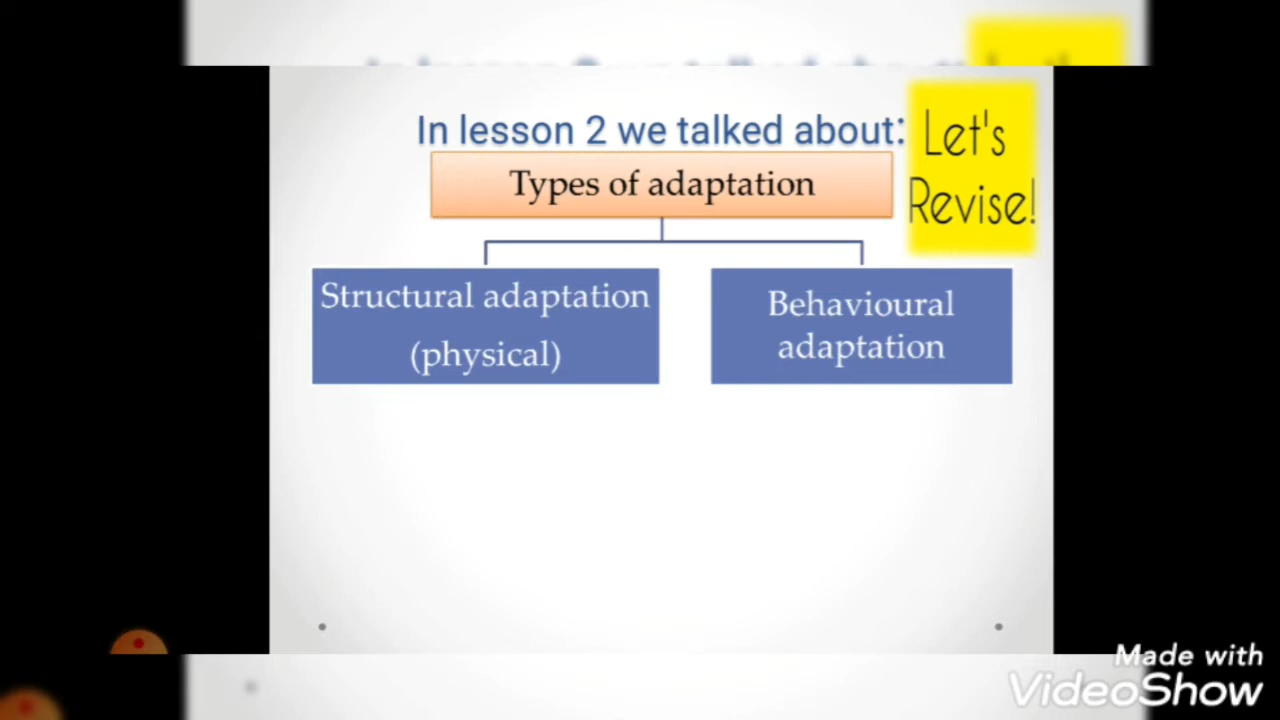 In lesson 2 we talked about:
Let's
Revise!
Types of adaptation
Structural adaptation
(physical)
Behavioural
adaptation
Made with
VideoShow